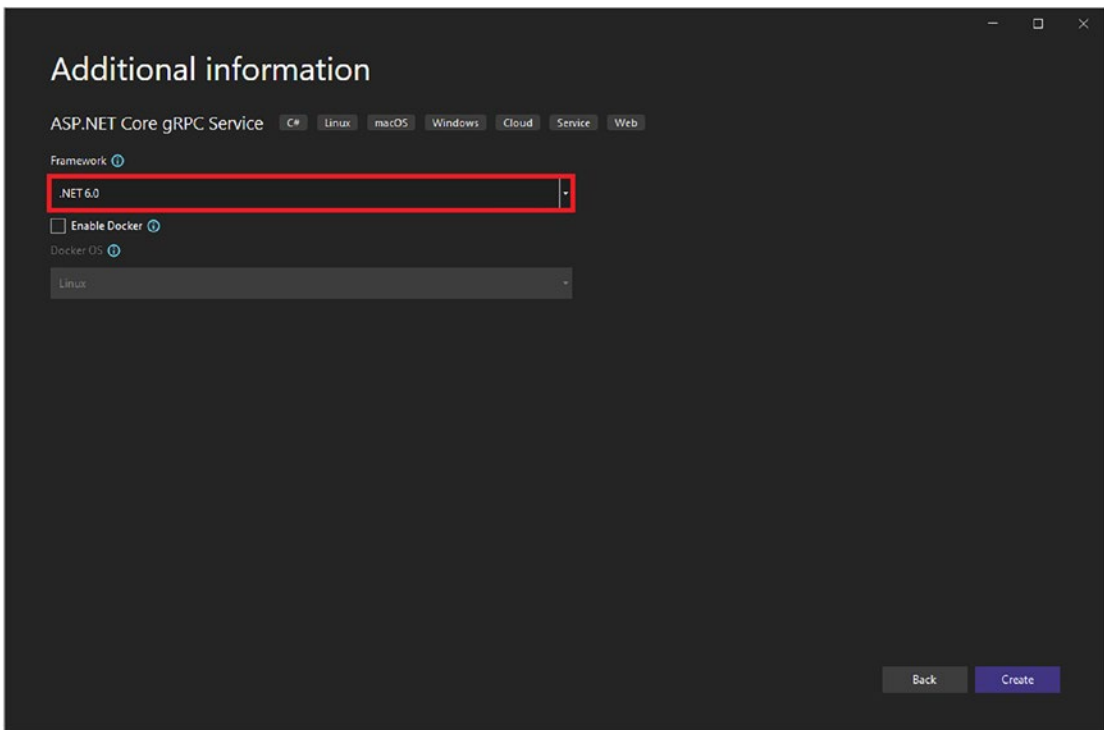 Additional information
ASP.NET Core gRPC Service C# Linux macOS Windows Cloud Service Web
Framework
.NET 6.0
Enable Docker
Docker OS
Linux
Back Create